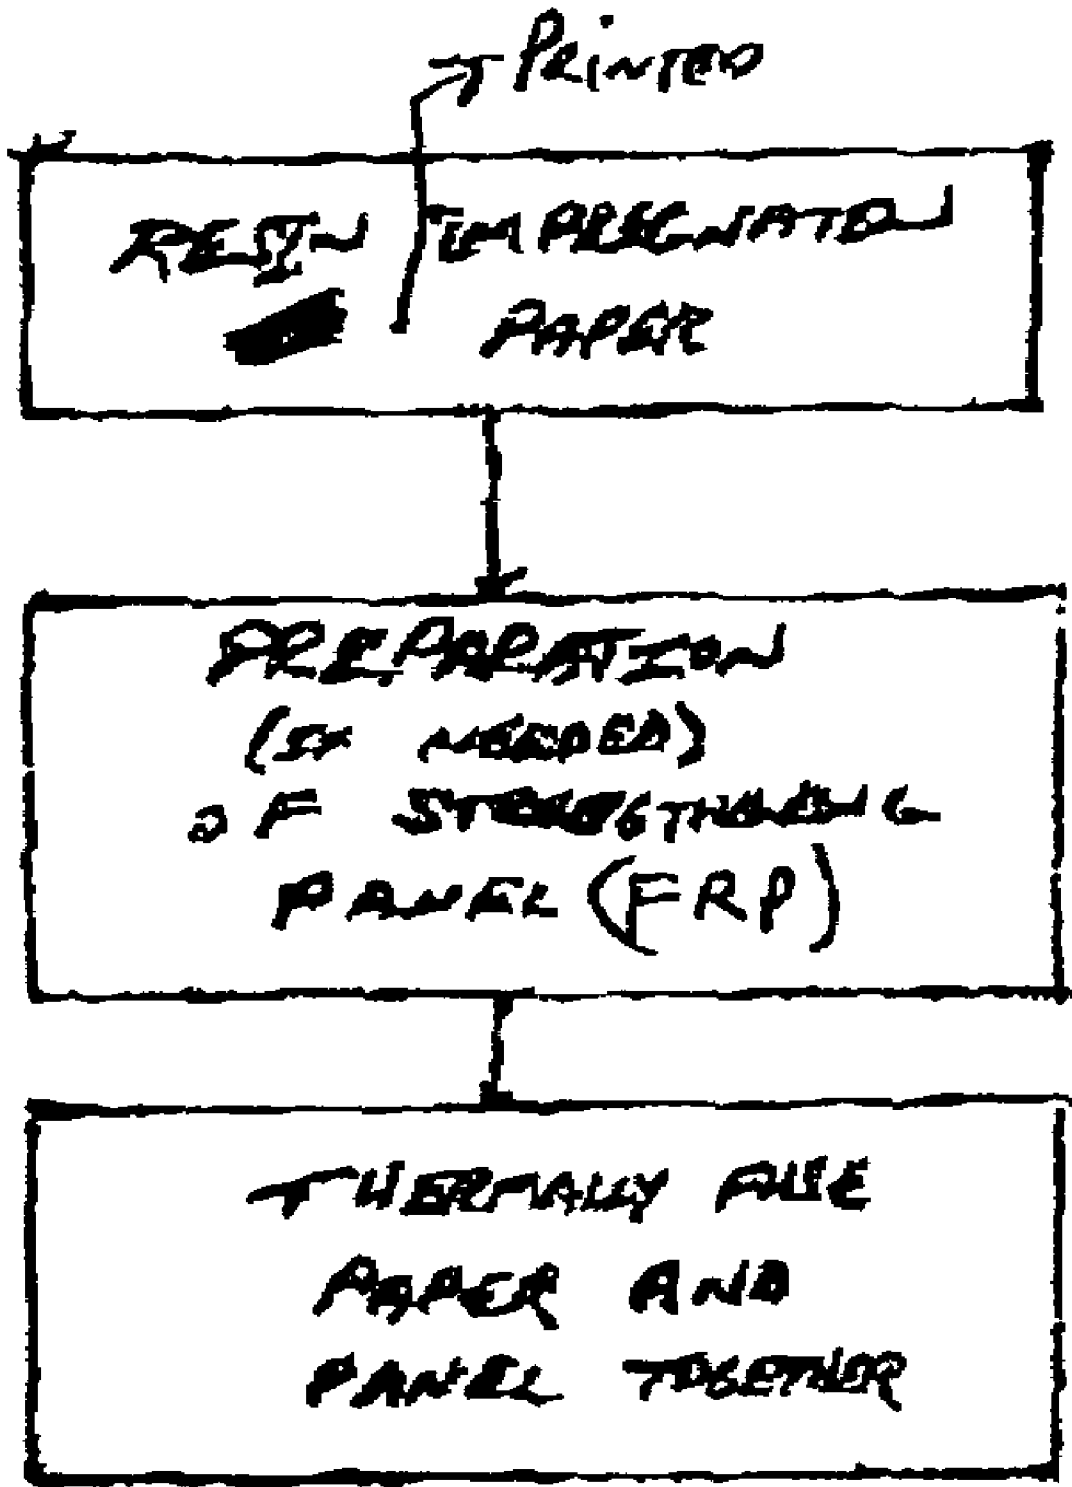 PRINTED
RESIN IMPREGNATED
PAPER
PREPARATION
(IF NEEDED)
OF STRENGTHENING
PANEL (FRP)
THERMALLY FUSE
PAPER AND
PANEL TOGETHER